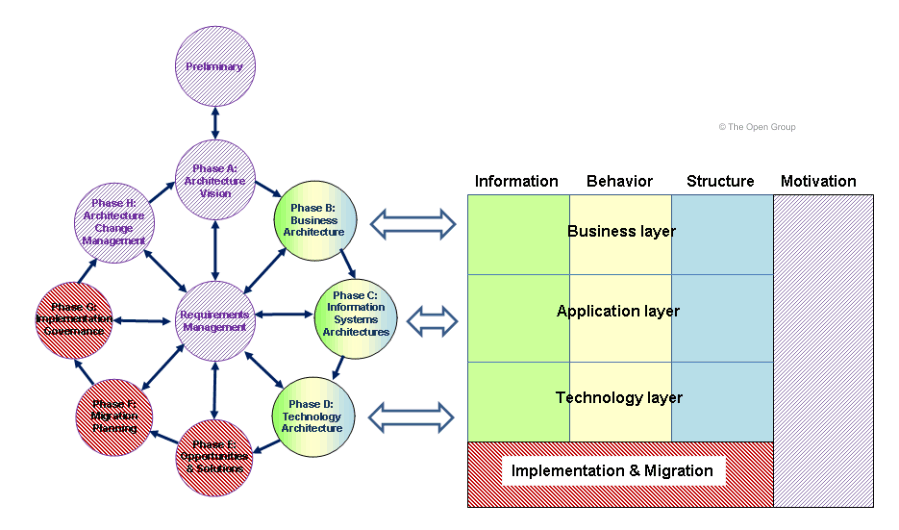 Preliminary
© The Open Group
Phase A:
Architecture
Vision
Information Behavior Structure Motivation
Phase H:
Architecture
Change
Management
Phase B:
Business
Architecture
Business layer
Phase G:
Implementation
Governance
Requirements
Management
Phase C:
Information
Systems
Architectures
Application layer
Phase F:
Migration
Planning
Phase D:
Technology
Architecture
Technology layer
Phase E:
Opportunities
& Solutions
Implementation & Migration